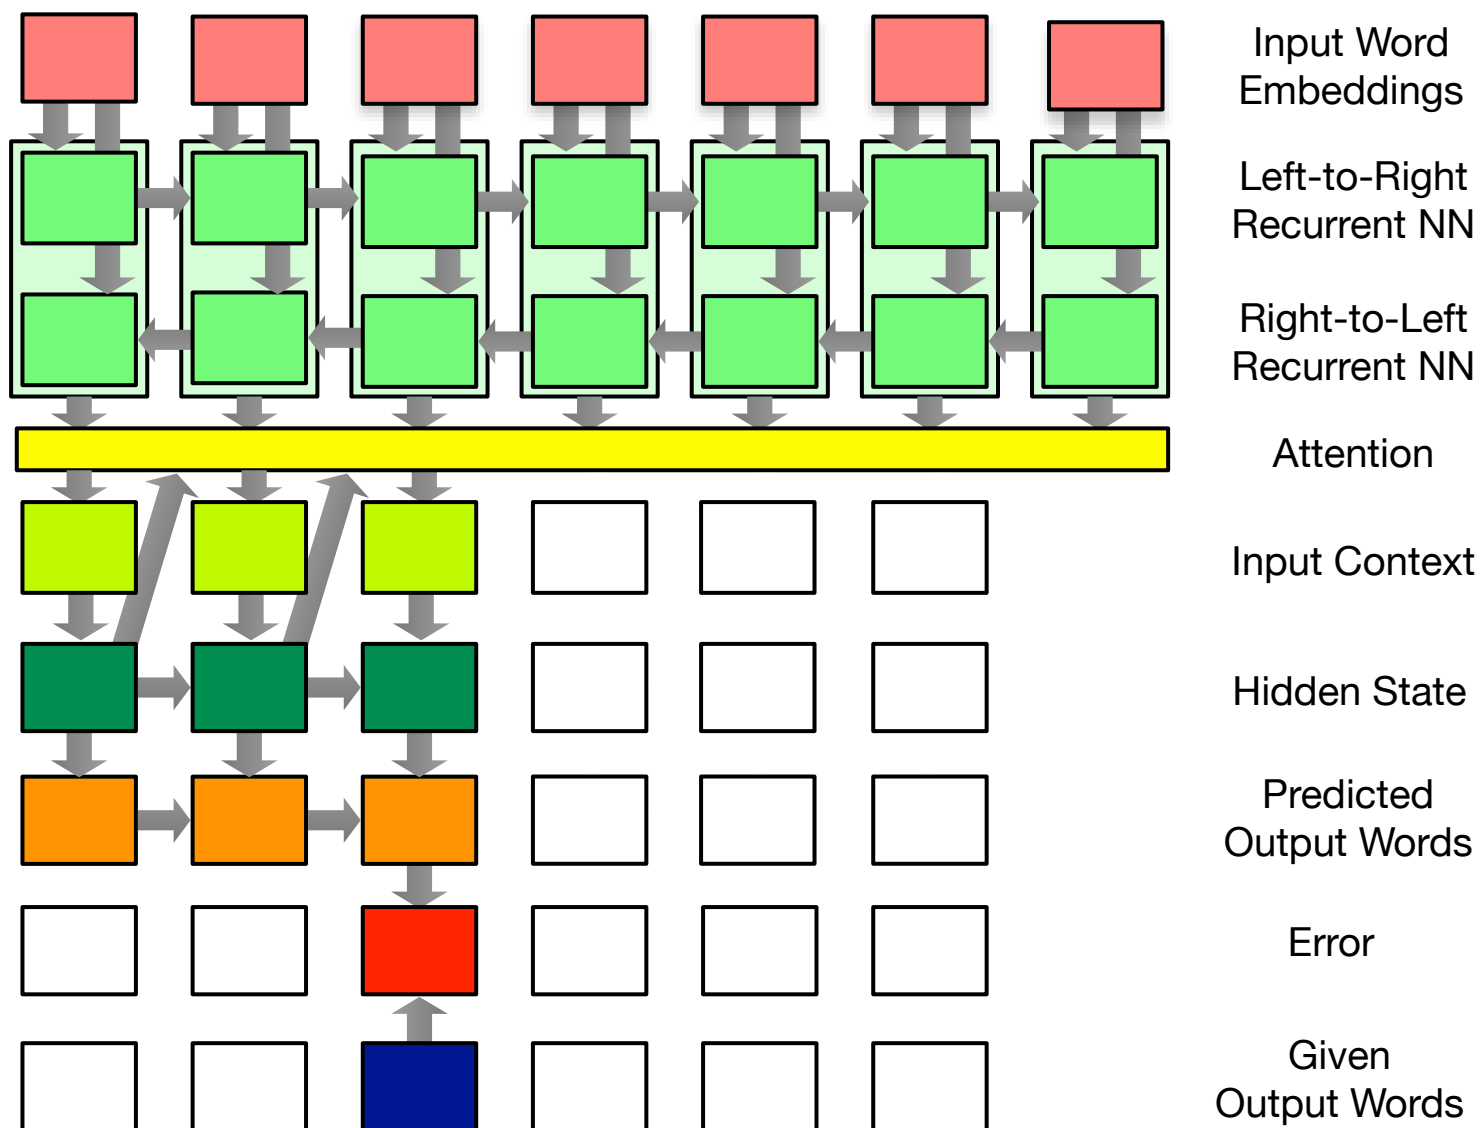 Input Word
Embeddings
Left-to-Right
Recurrent NN
Right-to-Left
Recurrent NN
Attention
Input Context
Hidden State
Predicted
Output Words
Error
Given
Output Words